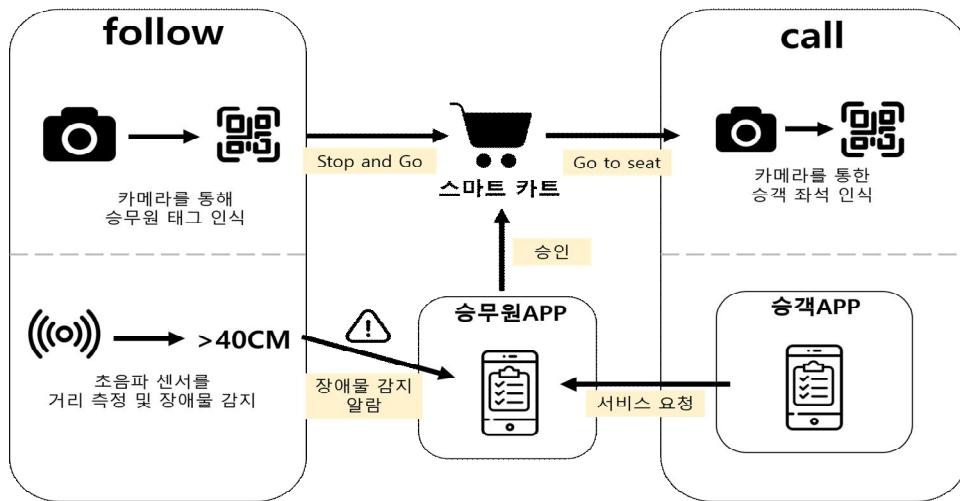 follow
카메라를 통해
승무원 태그 인식
초음파 센서를
거리 측정 및 장애물 감지
>40CM
Stop and Go
장애물 감지
알람
스마트 카트
승인
승무원APP
Go to seat
서비스 요청
call
카메라를 통한
승객 좌석 인식
승객APP